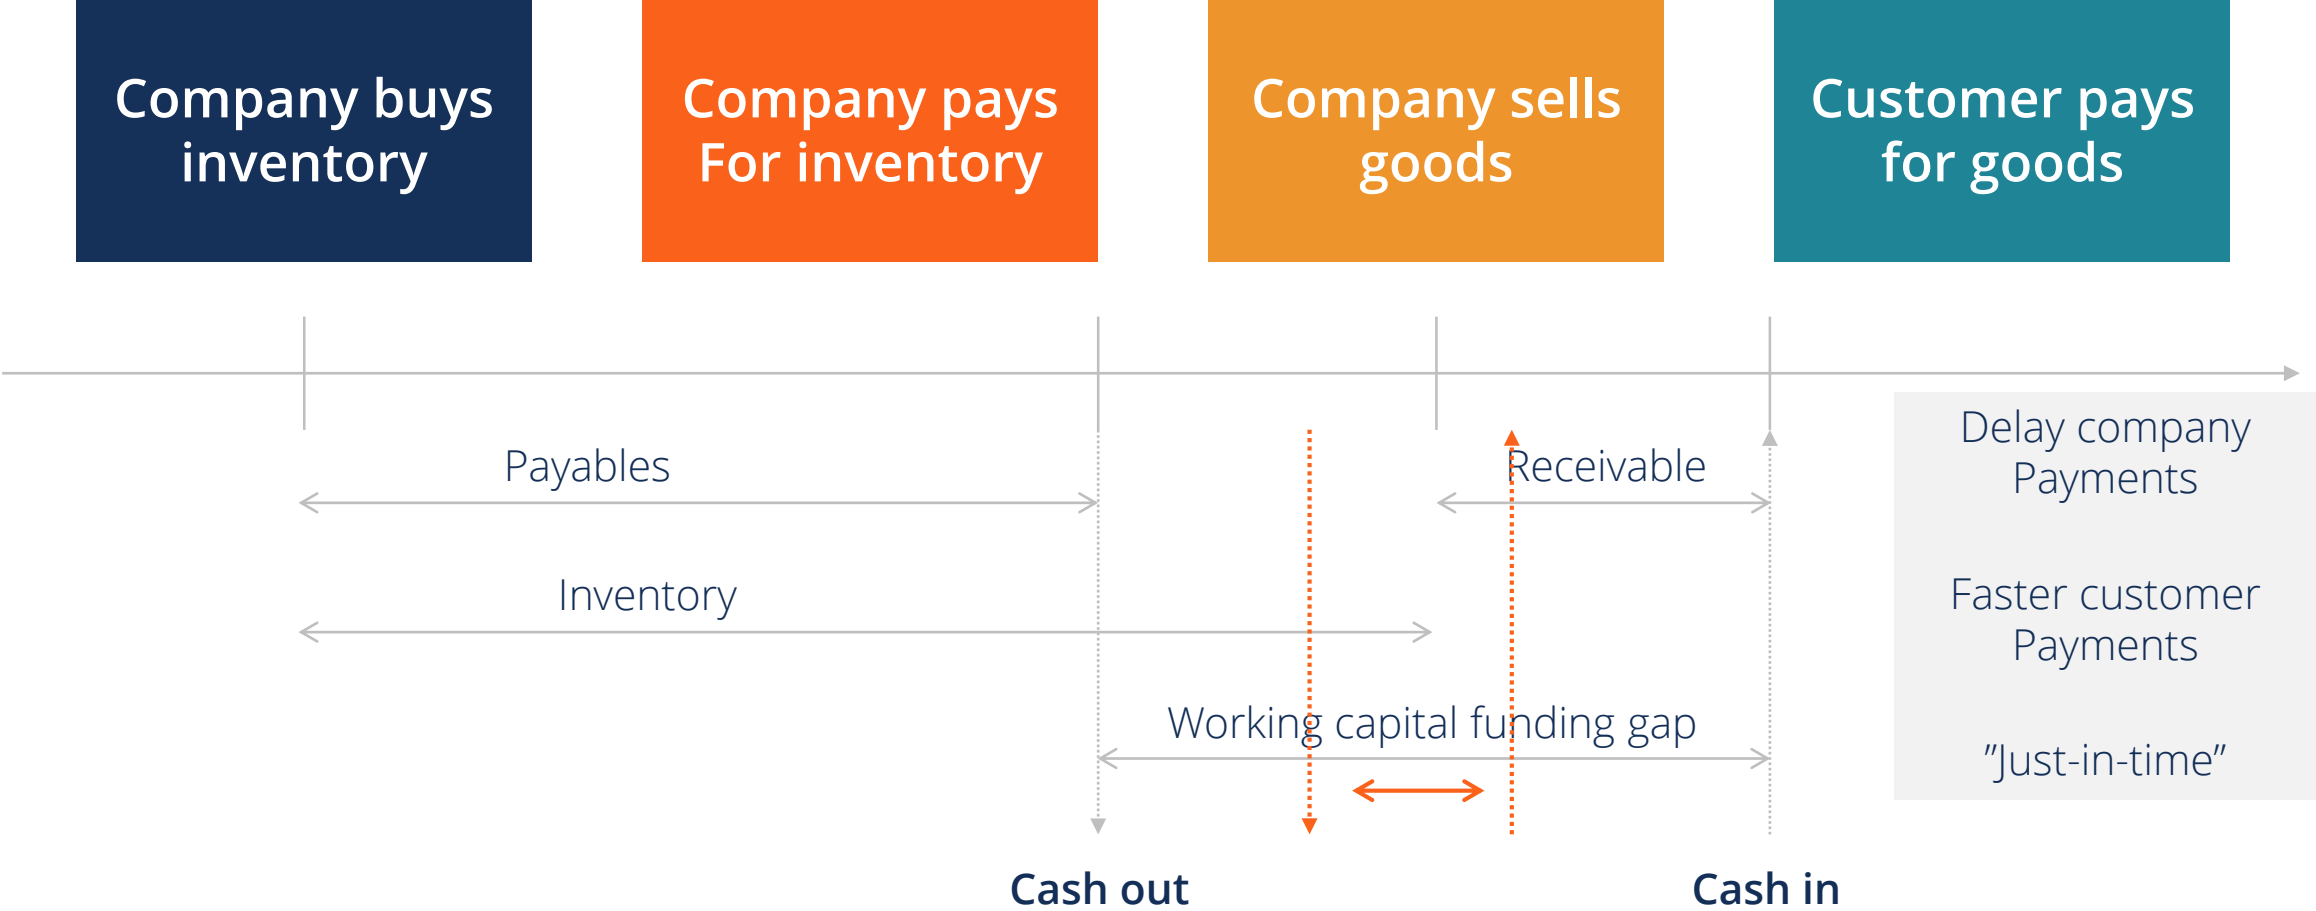 Company buys
inventory
Company pays
For inventory
Company sells
goods
Customer pays
for goods
Payables
Receivable
Inventory
Working capital funding gap
Delay company
Payments
Faster customer
Payments
”Just-in-time”
Cash out
Cash in